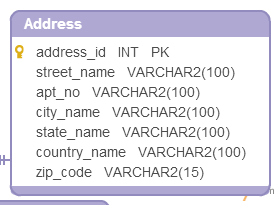 Address
address_id INT PK
street_name VARCHAR2(100)
apt_no VARCHAR2(100)
city_name VARCHAR2(100)
state_name VARCHAR2(100)
country_name VARCHAR2(100)
zip_code VARCHAR2(15)